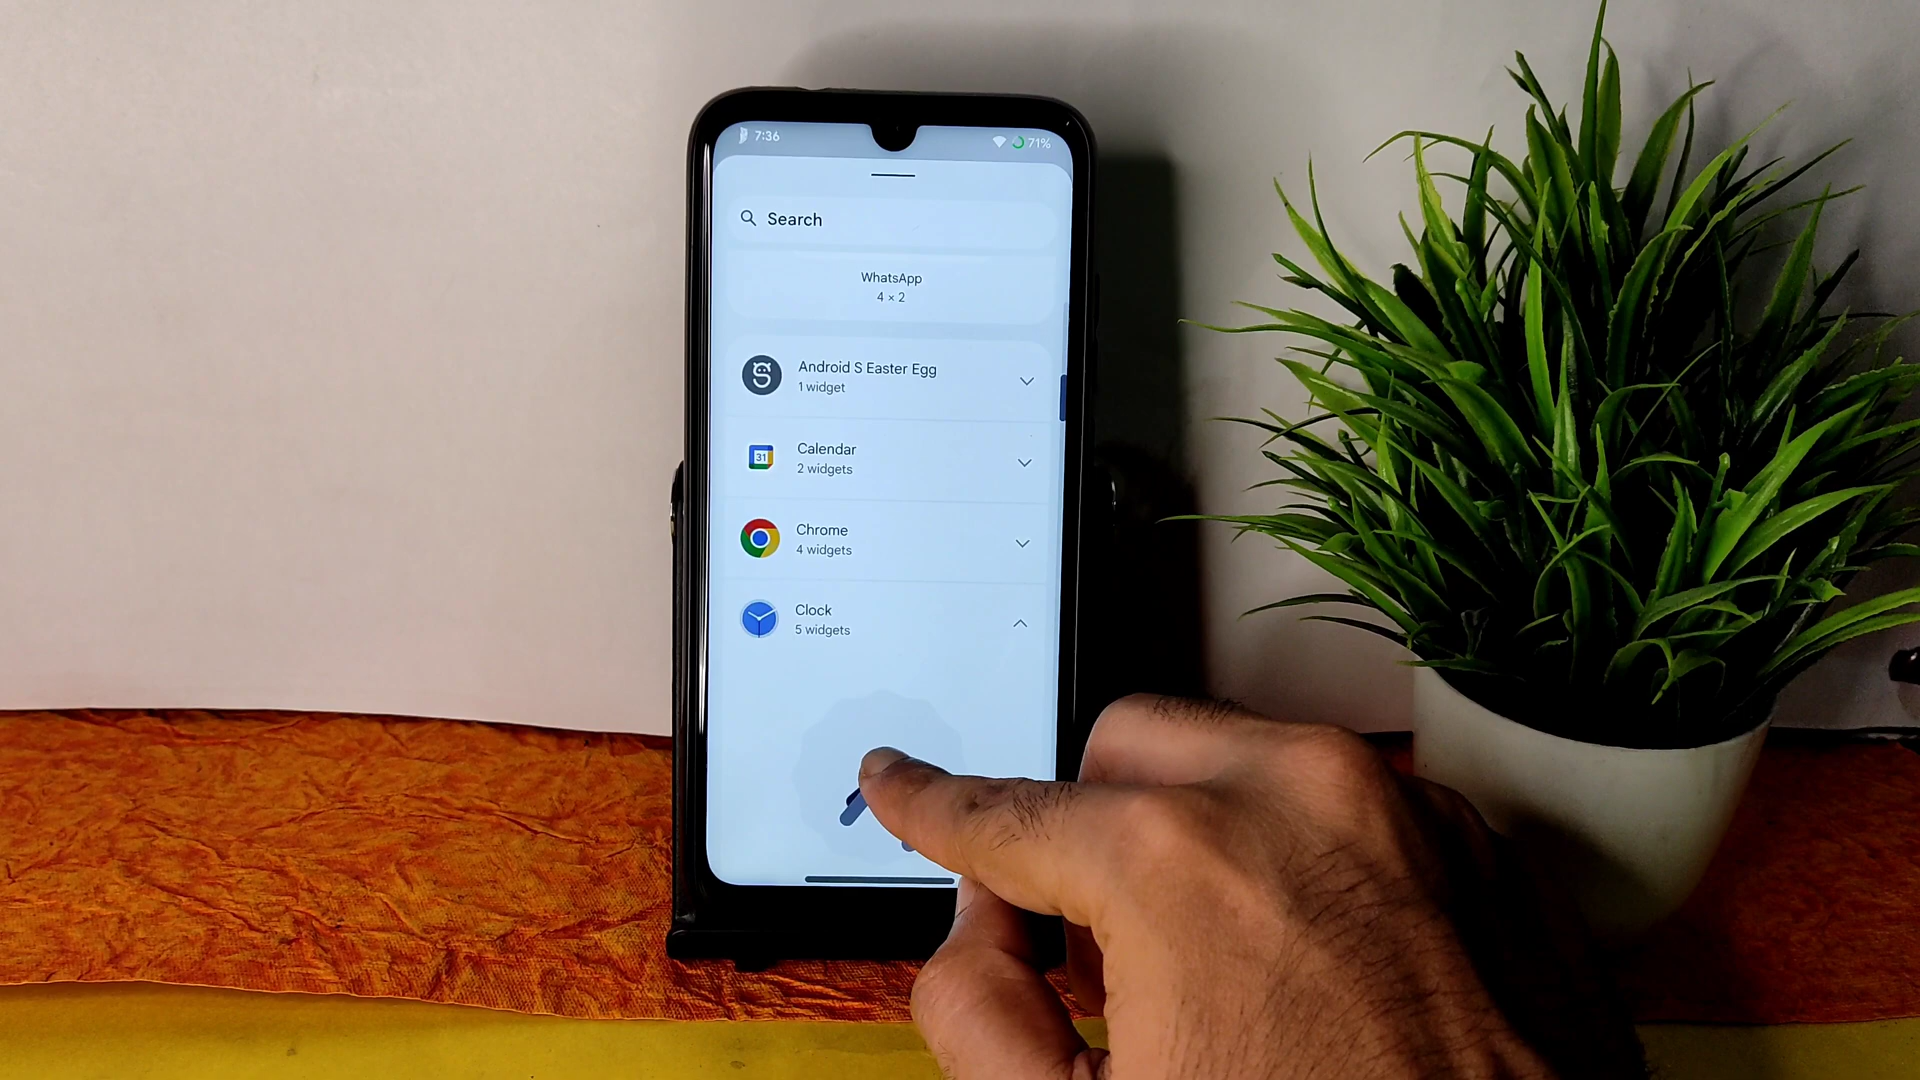 7:36
71%
Search
WhatsApp
4 × 2
Android S Easter Egg
1 widget
31
Calendar
2 widgets
Chrome
4 widgets
Clock
5 widgets